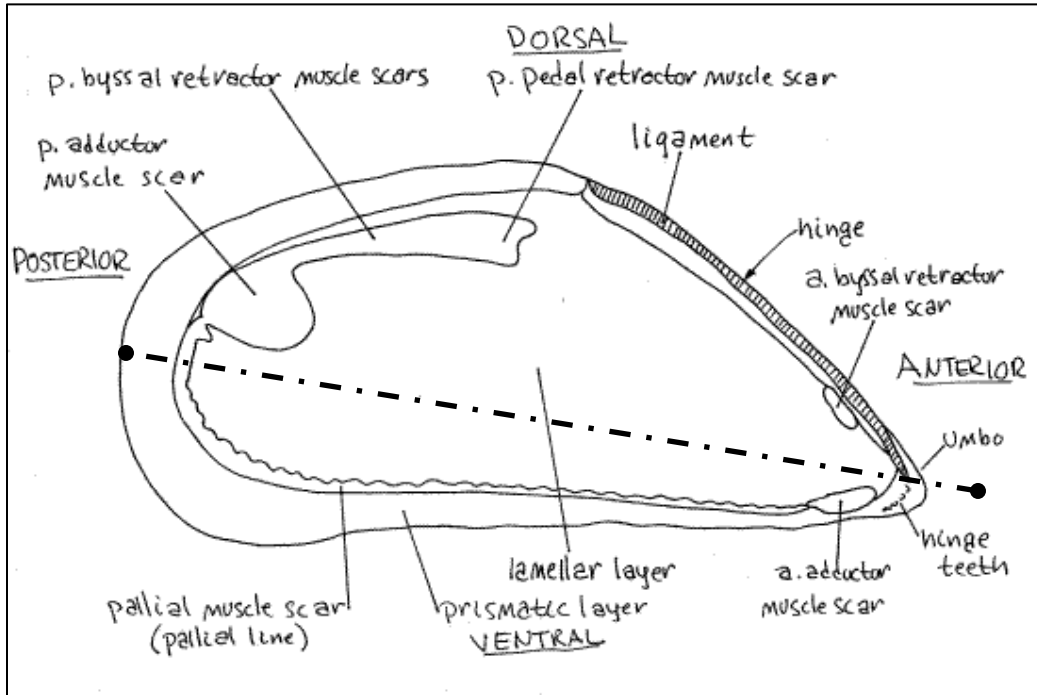 DORSAL
p. byssal retractor muscle scars
p. pedal retractor muscle scar
ligament
p. adductor
muscle scar
hinge
POSTERIOR
a. byssal retractor
muscle scar
ANTERIOR
umbo
hinge
teeth
lamellar layer
a. adductor
muscle scar
pallial muscle scar
(pallial line)
prismatic layer
VENTRAL